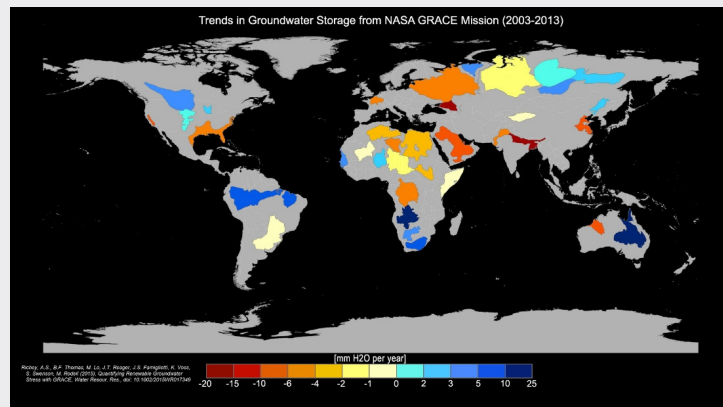 Trends in Groundwater Storage from NASA GRACE Mission (2003-2013)
Richey, A.S., B.F. Thomas, M. Lo, J.T. Reager, J.S. Famiglietti, K. Voss,
S. Swenson, M. Rodell (2015), Quantifying Renewable Groundwater
Stress with GRACE, Water Resour. Res., doi: 10.1002/2015WR017349
[mm H2O per year]
-20 -15 -10 -6 -4 -2 -1 0 2 3 5 10 25